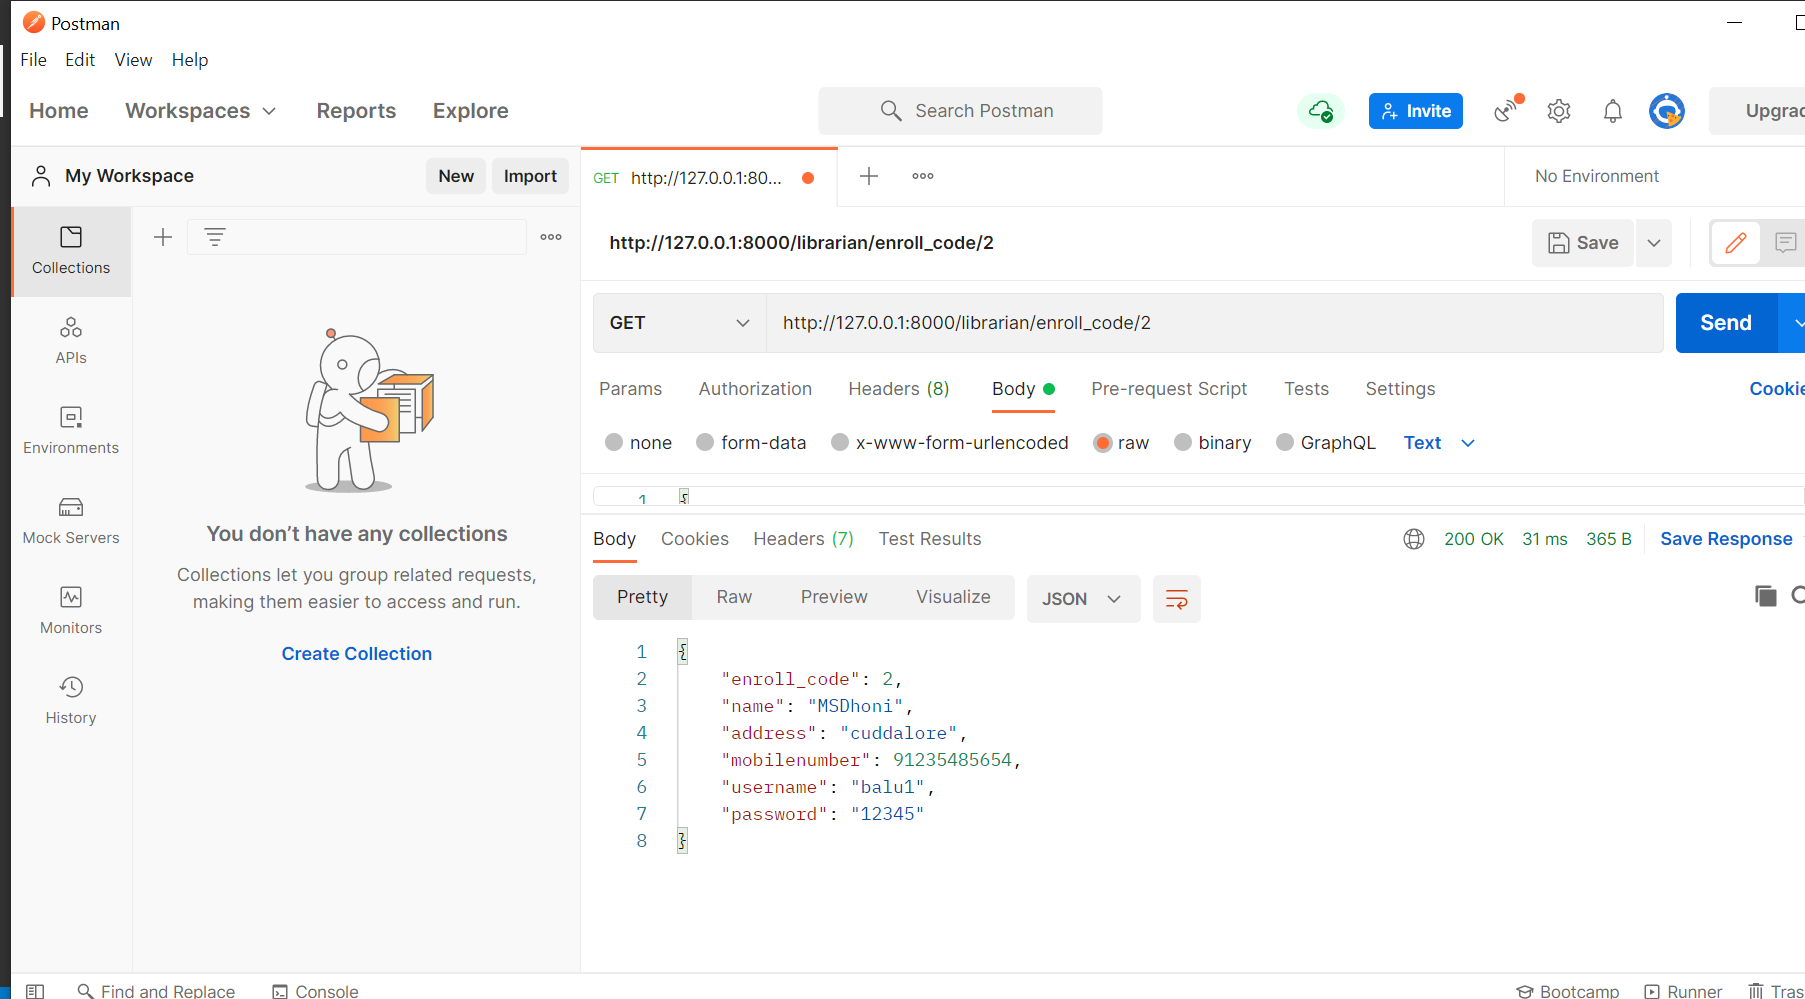 Postman
File Edit View Help
Home Workspaces Reports Explore Search Postman Invite
My Workspace New Import GET http://127.0.0.1:80... No Environment
http://127.0.0.1:8000/librarian/enroll_code/2 Save
Collections
GET http://127.0.0.1:8000/librarian/enroll_code/2 Send
APIs
Params Authorization Headers (8) Body Pre-request Script Tests Settings
Environments
none form-data x-www-form-urlencoded raw binary GraphQL Text
1 {
Mock Servers
You don’t have any collections
Collections let you group related requests,
making them easier to access and run.
Create Collection
Monitors
History
Body Cookies Headers (7) Test Results 200 OK 31 ms 365 B Save Response
Pretty Raw Preview Visualize JSON
1 {
2 "enroll_code": 2,
3 "name": "MSDhoni",
4 "address": "cuddalore",
5 "mobilenumber": 91235485654,
6 "username": "balu1",
7 "password": "12345"
8 }
Find and Replace Console Bootcamp Runner